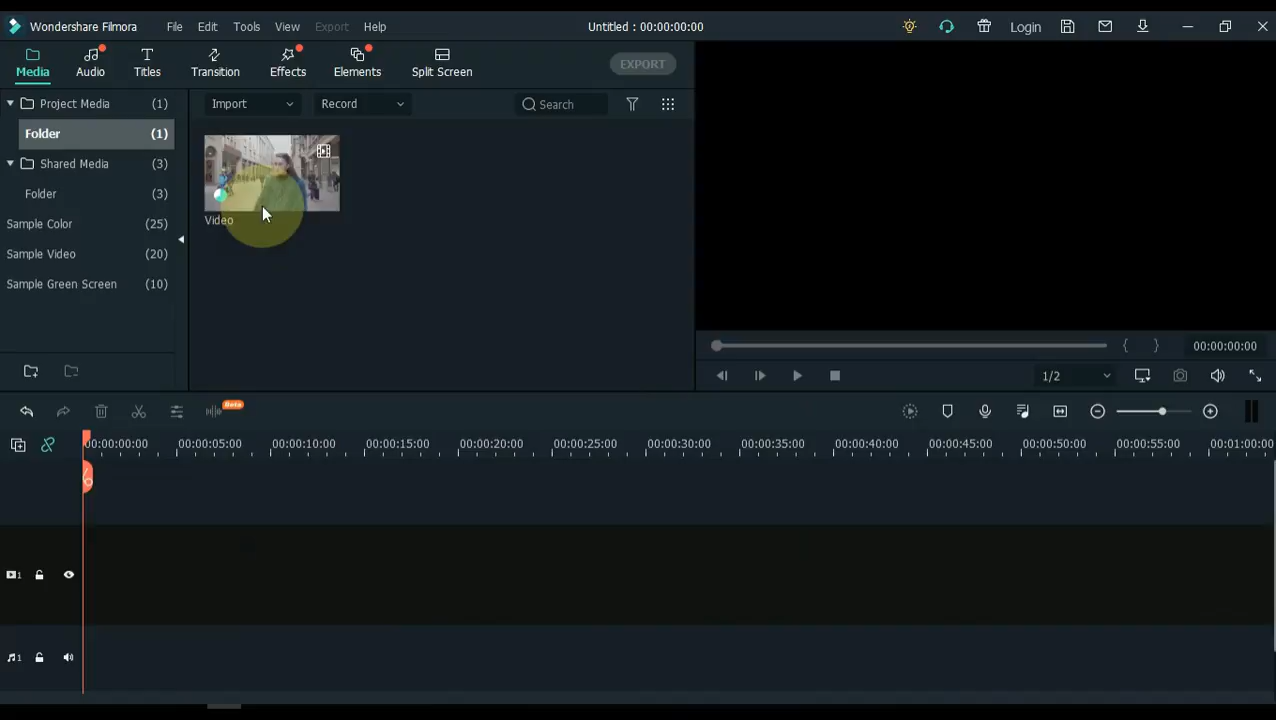 Wondershare Filmora File Edit Tools View Export Help Untitled : 00:00:00:00 Login
Media Audio Titles Transition Effects Elements Split Screen EXPORT
Project Media (1) Import Record Search
Folder (1)
Shared Media (3)
Folder (3)
Video
Sample Color (25)
Sample Video (20)
Sample Green Screen (10)
00:00:00:00
1/2
Beta
00:00:00:00 00:00:05:00 00:00:10:00 00:00:15:00 00:00:20:00 00:00:25:00 00:00:30:00 00:00:35:00 00:00:40:00 00:00:45:00 00:00:50:00 00:00:55:00 00:01:00:00
1
1